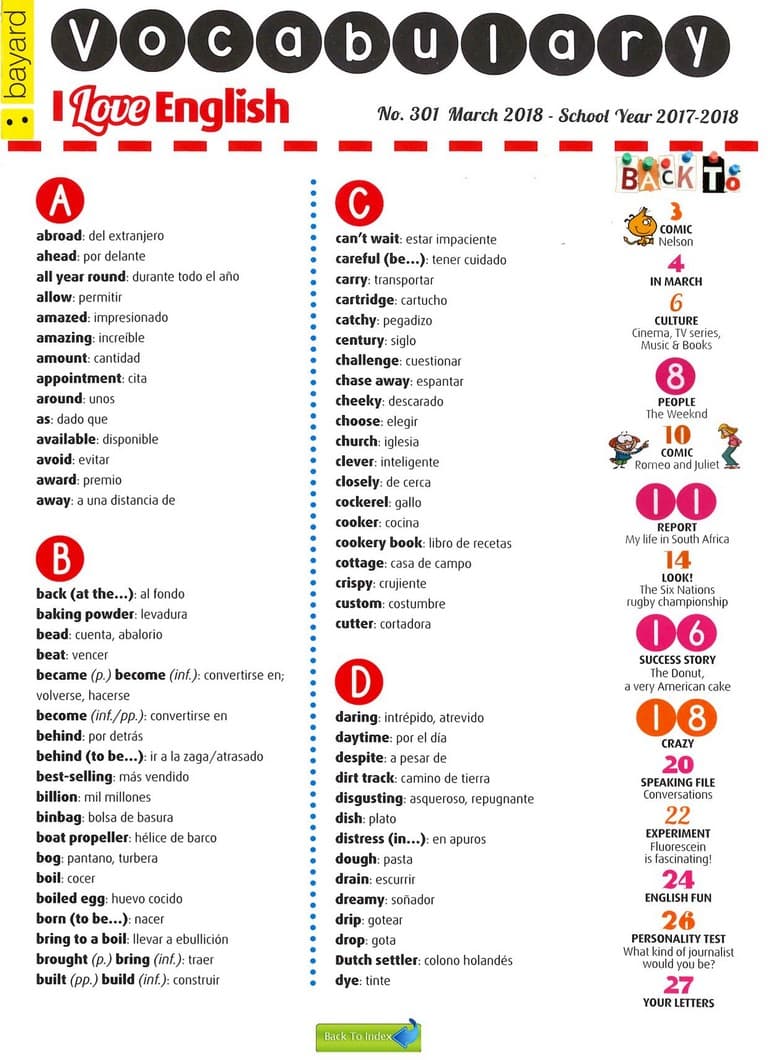 bayard
Vocabulary
I Love English
No. 301 March 2018 - School Year 2017-2018
A
abroad: del extranjero
ahead: por delante
all year round: durante todo el año
allow: permitir
amazed: impresionado
amazing: increíble
amount: cantidad
appointment: cita
around: unos
as: dado que
available: disponible
avoid: evitar
award: premio
away: a una distancia de
B
back (at the...): al fondo
baking powder: levadura
bead: cuenta, abalorio
beat: vencer
became (p.) become (inf.): convertirse en;
volverse, hacerse
become (inf./pp.): convertirse en
behind: por detrás
behind (to be...): ir a la zaga/atrasado
best-selling: más vendido
billion: mil millones
binbag: bolsa de basura
boat propeller: hélice de barco
bog: pantano, turbera
boil: cocer
boiled egg: huevo cocido
born (to be...): nacer
bring to a boil: llevar a ebullición
brought (p.) bring (inf.): traer
built (pp.) build (inf.): construir
C
can't wait: estar impaciente
careful (be...): tener cuidado
carry: transportar
cartridge: cartucho
catchy: pegadizo
century: siglo
challenge: cuestionar
chase away: espantar
cheeky: descarado
choose: elegir
church: iglesia
clever: inteligente
closely: de cerca
cockerel: gallo
cooker: cocina
cookery book: libro de recetas
cottage: casa de campo
crispy: crujiente
custom: costumbre
cutter: cortadora
D
daring: intrépido, atrevido
daytime: por el día
despite: a pesar de
dirt track: camino de tierra
disgusting: asqueroso, repugnante
dish: plato
distress (in...): en apuros
dough: pasta
drain: escurrir
dreamy: soñador
drip: gotear
drop: gota
Dutch settler: colono holandés
dye: tinte
BACK To
3
COMIC
Nelson
4
IN MARCH
6
CULTURE
Cinema, TV series,
Music & Books
8
PEOPLE
The Weeknd
10
COMIC
Romeo and Juliet
11
REPORT
My life in South Africa
14
LOOK!
The Six Nations
rugby championship
16
SUCCESS STORY
The Donut,
a very American cake
18
CRAZY
20
SPEAKING FILE
Conversations
22
EXPERIMENT
Fluorescein
is fascinating!
24
ENGLISH FUN
26
PERSONALITY TEST
What kind of journalist
would you be?
27
YOUR LETTERS
Back To Index